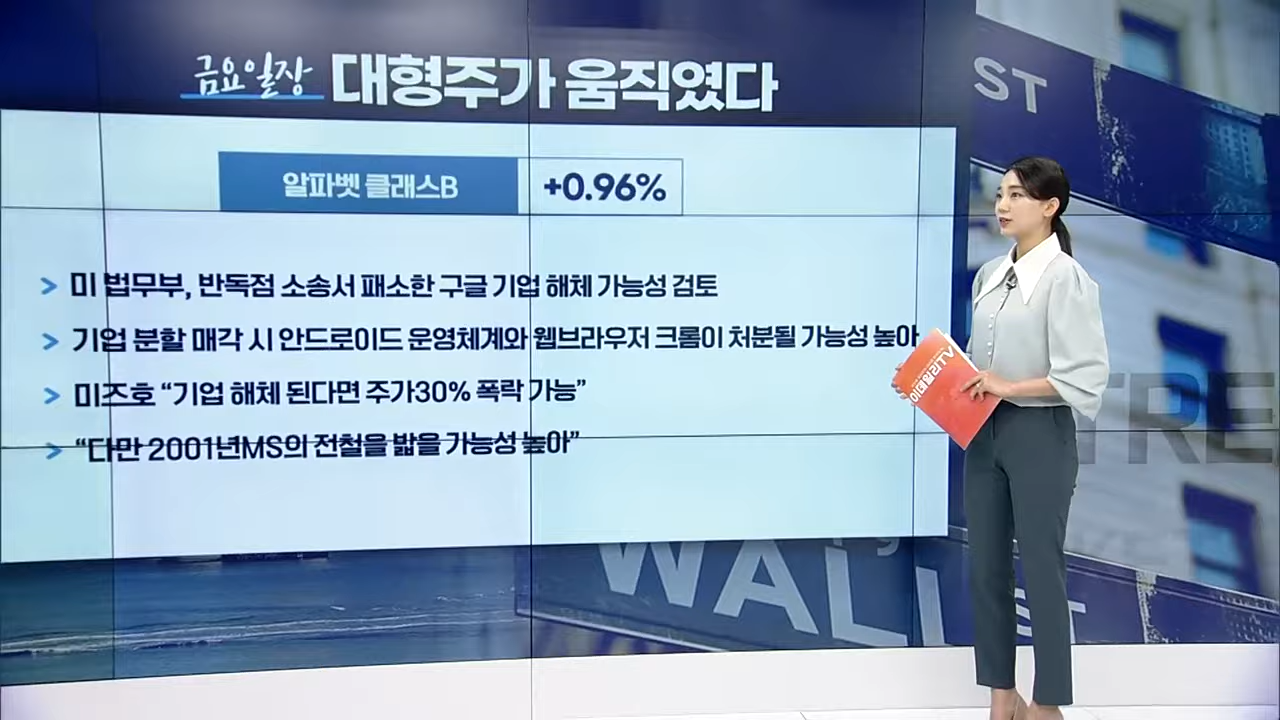 금요일장 대형주가 움직였다
ST
알파벳 클래스B +0.96%
> 미 법무부, 반독점 소송서 패소한 구글 기업 해체 가능성 검토
> 기업 분할 매각 시 안드로이드 운영체계와 웹브라우저 크롬이 처분될 가능성 높아
> 미즈호 “기업 해체 된다면 주가30% 폭락 가능”
> “다만 2001년MS의 전철을 밟을 가능성 높아”
이데일리TV
TRE
WALL
ST